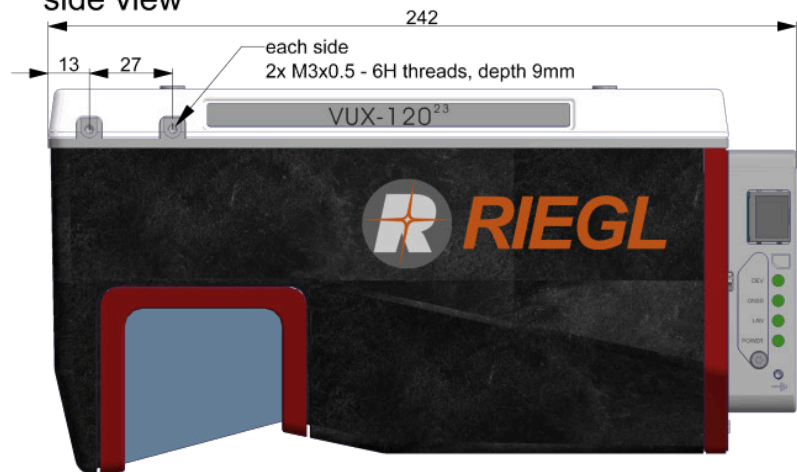 side view
242
each side
13
27
2x M3x0.5 - 6H threads, depth 9mm
VUX-120²³
R RIEGL
DEV
GNSS
LAN
POWER